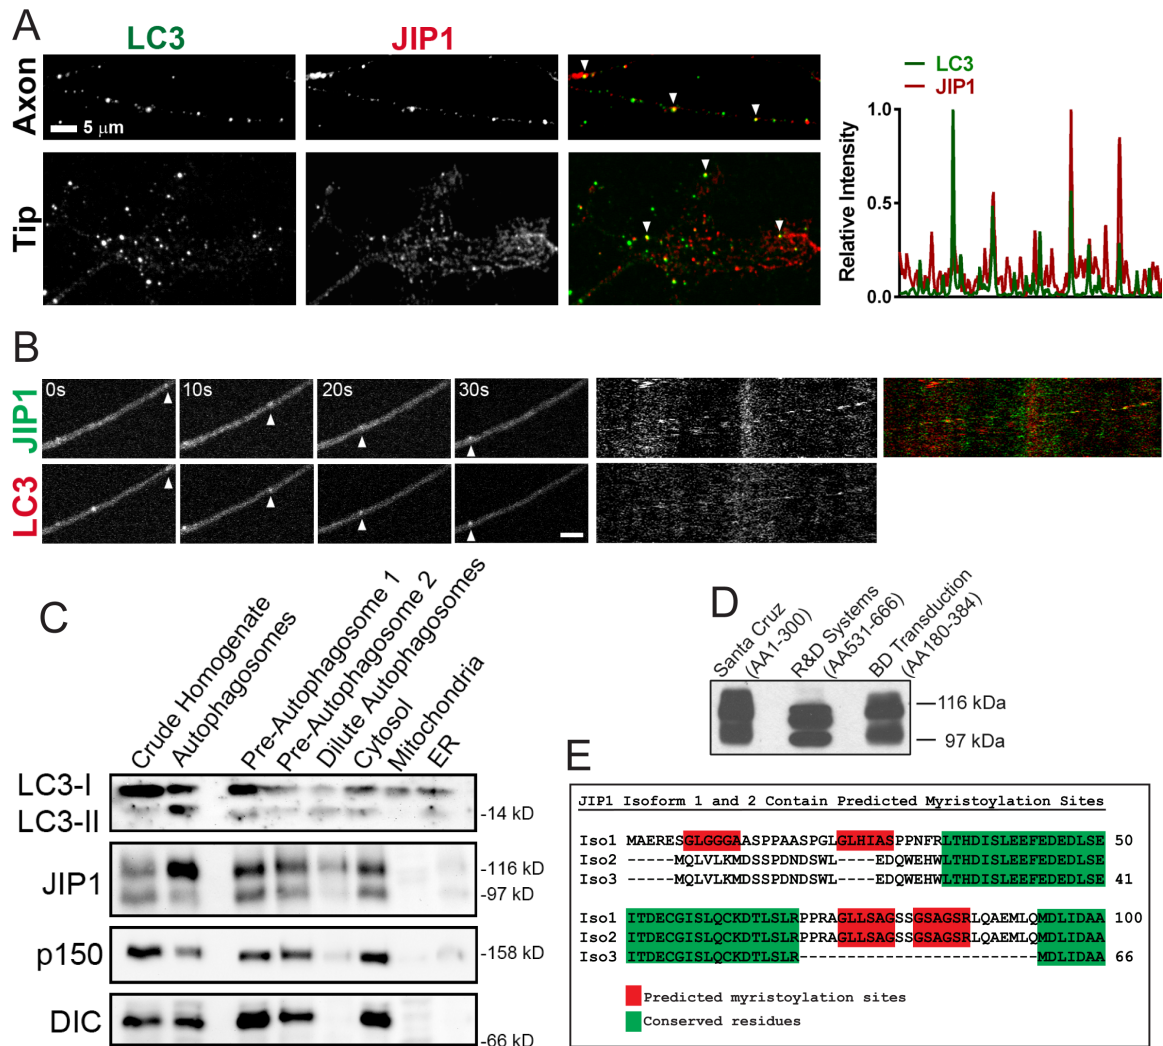 A
LC3
JIP1
Axon
5 μm
Tip
LC3
JIP1
Relative Intensity
1.0
0.5
0.0
B
JIP1
0s
10s
20s
30s
LC3
C
Crude Homogenate
Autophagosomes
Pre-Autophagosome 1
Pre-Autophagosome 2
Dilute Autophagosomes
Cytosol
Mitochondria
ER
LC3-I
LC3-II
-14 kD
JIP1
-116 kD
-97 kD
p150
-158 kD
DIC
-66 kD
D
Santa Cruz
(AA1-300)
R&D Systems
(AA531-666)
BD Transduction
(AA180-384)
—116 kDa
— 97 kDa
E
JIP1 Isoform 1 and 2 Contain Predicted Myristoylation Sites
Iso1 MAERESGLGGGAASPPAASPGLGLHIASPPNFRLTHDISLEEFEDEDLSE 50
Iso2 -----MQLVLKMDSSPDNDSWL----EDQWEHWLTHDISLEEFEDEDLSE
Iso3 -----MQLVLKMDSSPDNDSWL----EDQWEHWLTHDISLEEFEDEDLSE 41
Iso1 ITDECGISLQCKDTLSLRPPRAGLLSAGSSGSAGSRLQAEMLQMDLIDAA 100
Iso2 ITDECGISLQCKDTLSLRPPRAGLLSAGSSGSAGSRLQAEMLQMDLIDAA
Iso3 ITDECGISLQCKDTLSLR-------------------------MDLIDAA 66
Predicted myristoylation sites
Conserved residues